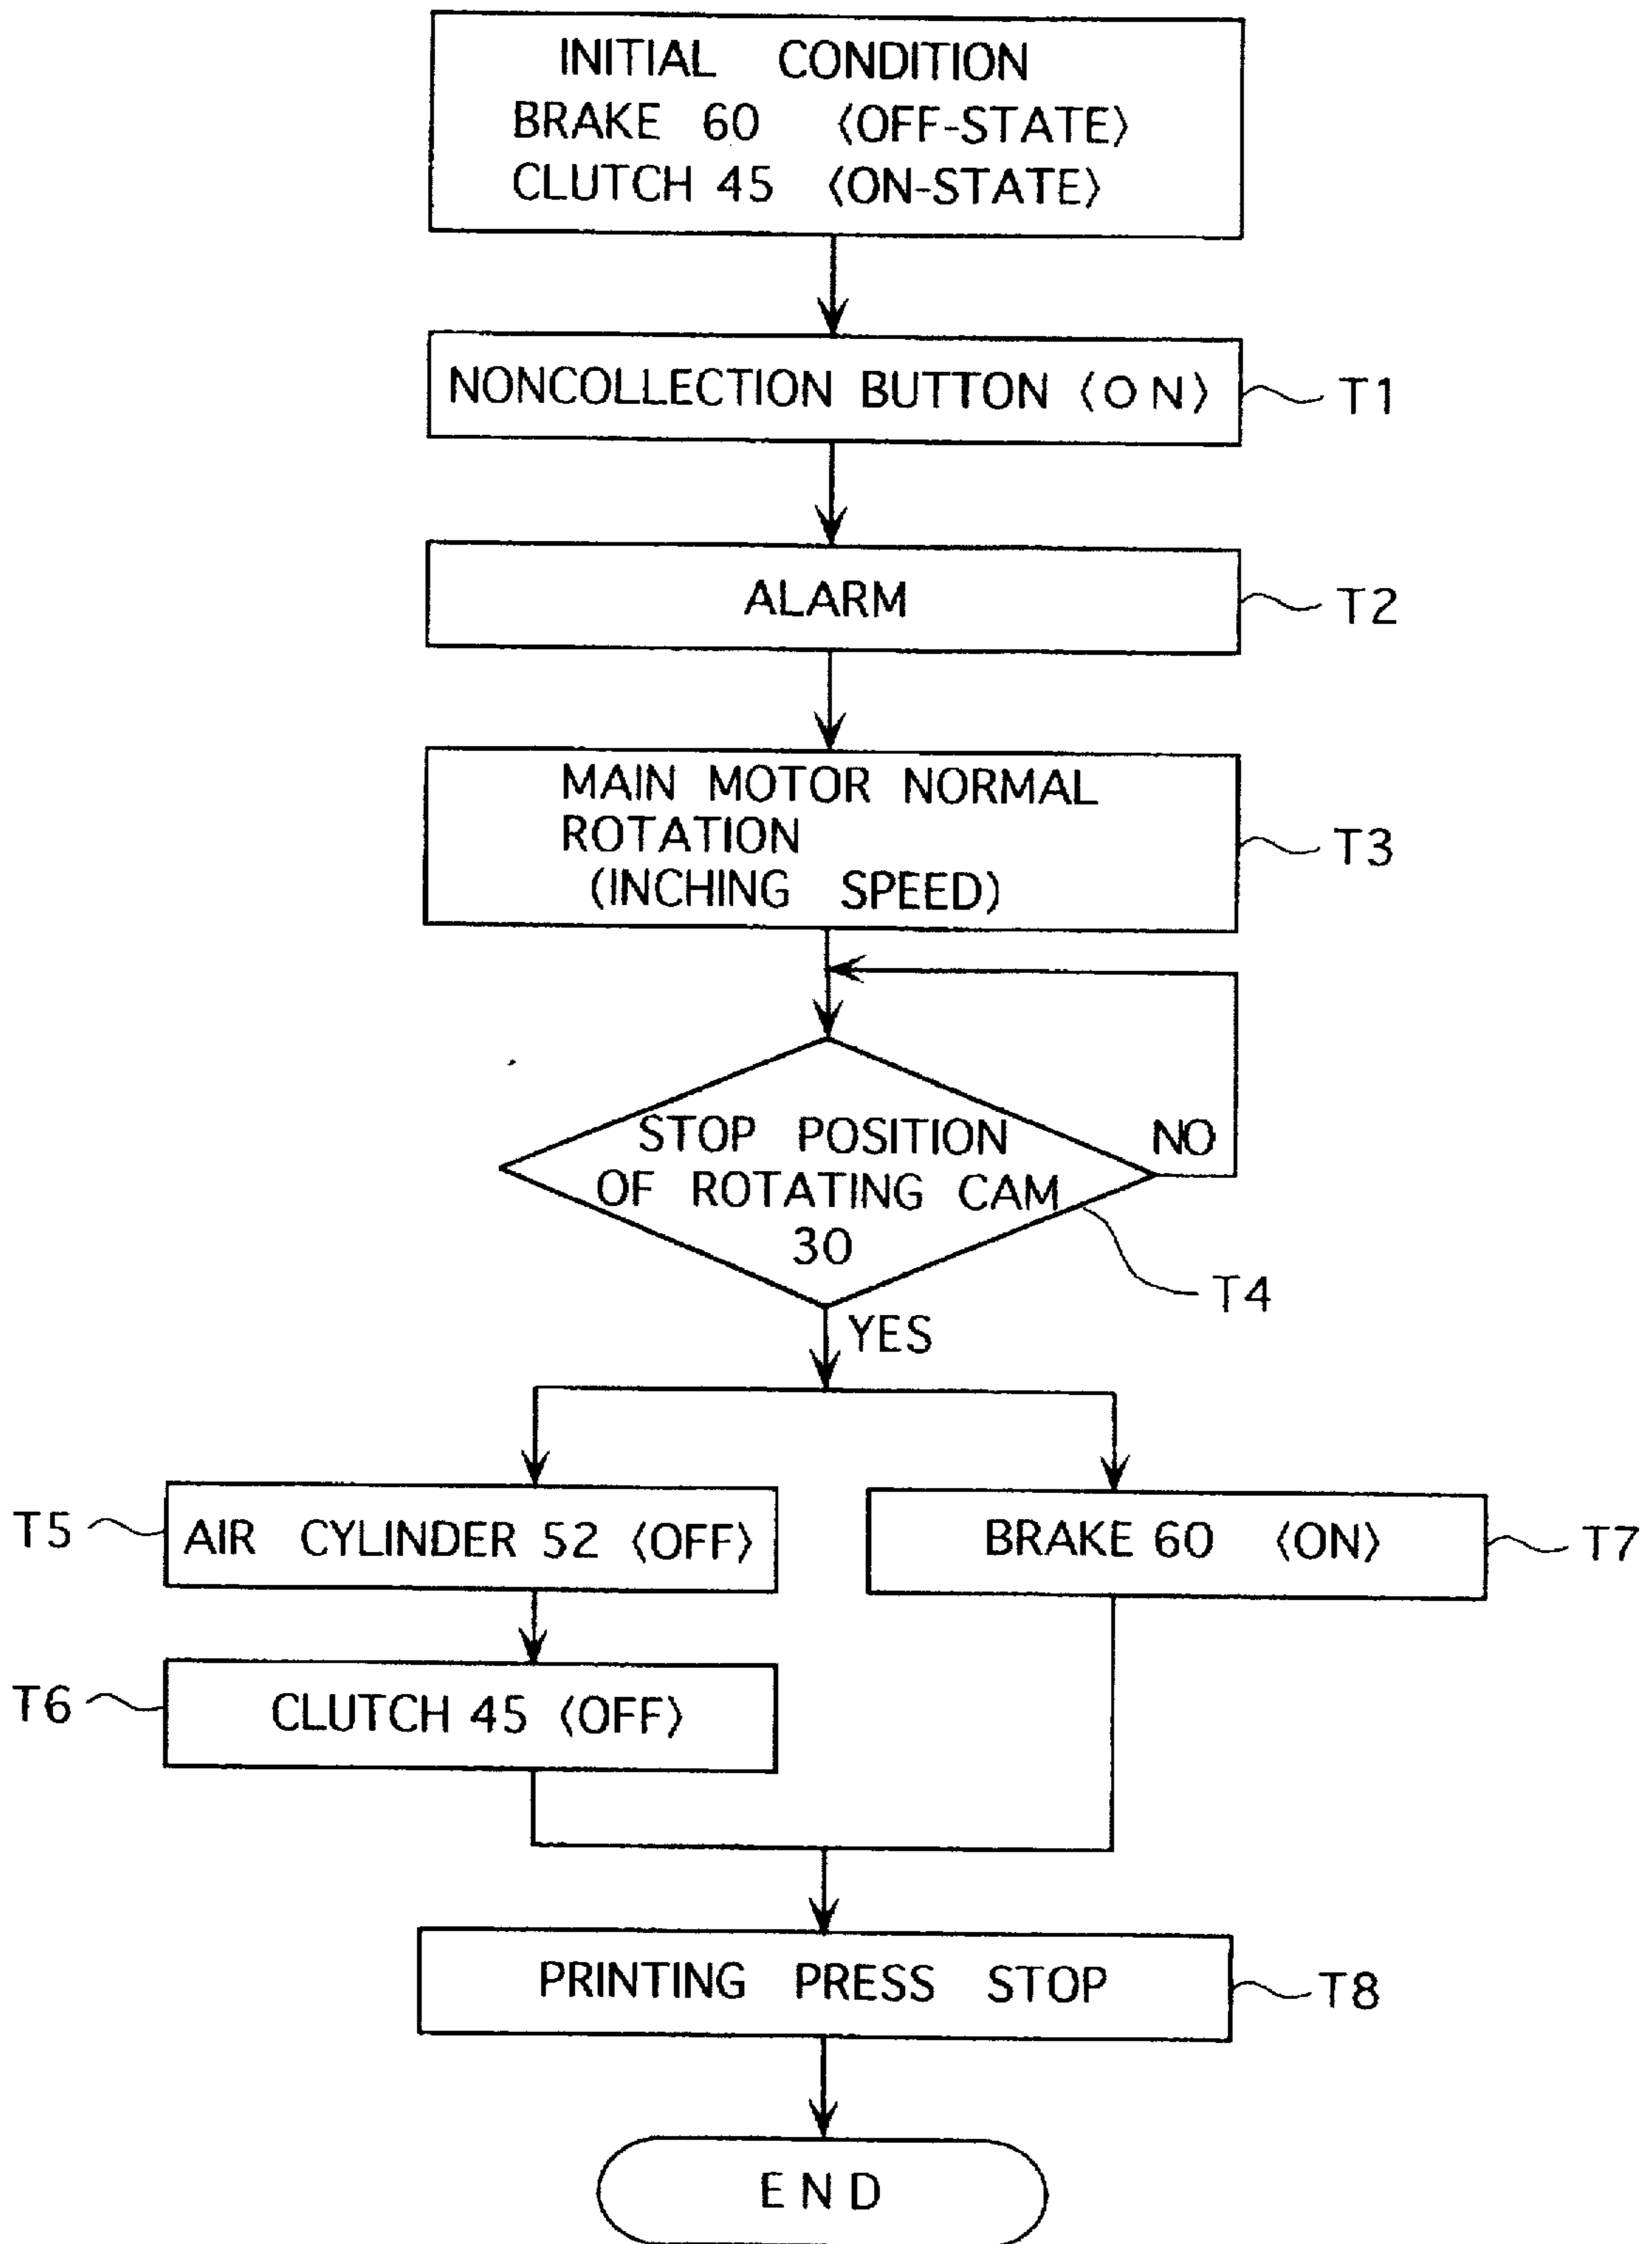 INITIAL CONDITION
BRAKE 60 〈OFF-STATE〉
CLUTCH 45 〈ON-STATE〉
NONCOLLECTION BUTTON 〈ON〉
T1
ALARM
T2
MAIN MOTOR NORMAL
ROTATION
(INCHING SPEED)
T3
STOP POSITION
OF ROTATING CAM
30
NO
T4
YES
T5
AIR CYLINDER 52 〈OFF〉
BRAKE 60 〈ON〉
T7
T6
CLUTCH 45 〈OFF〉
PRINTING PRESS STOP
T8
END